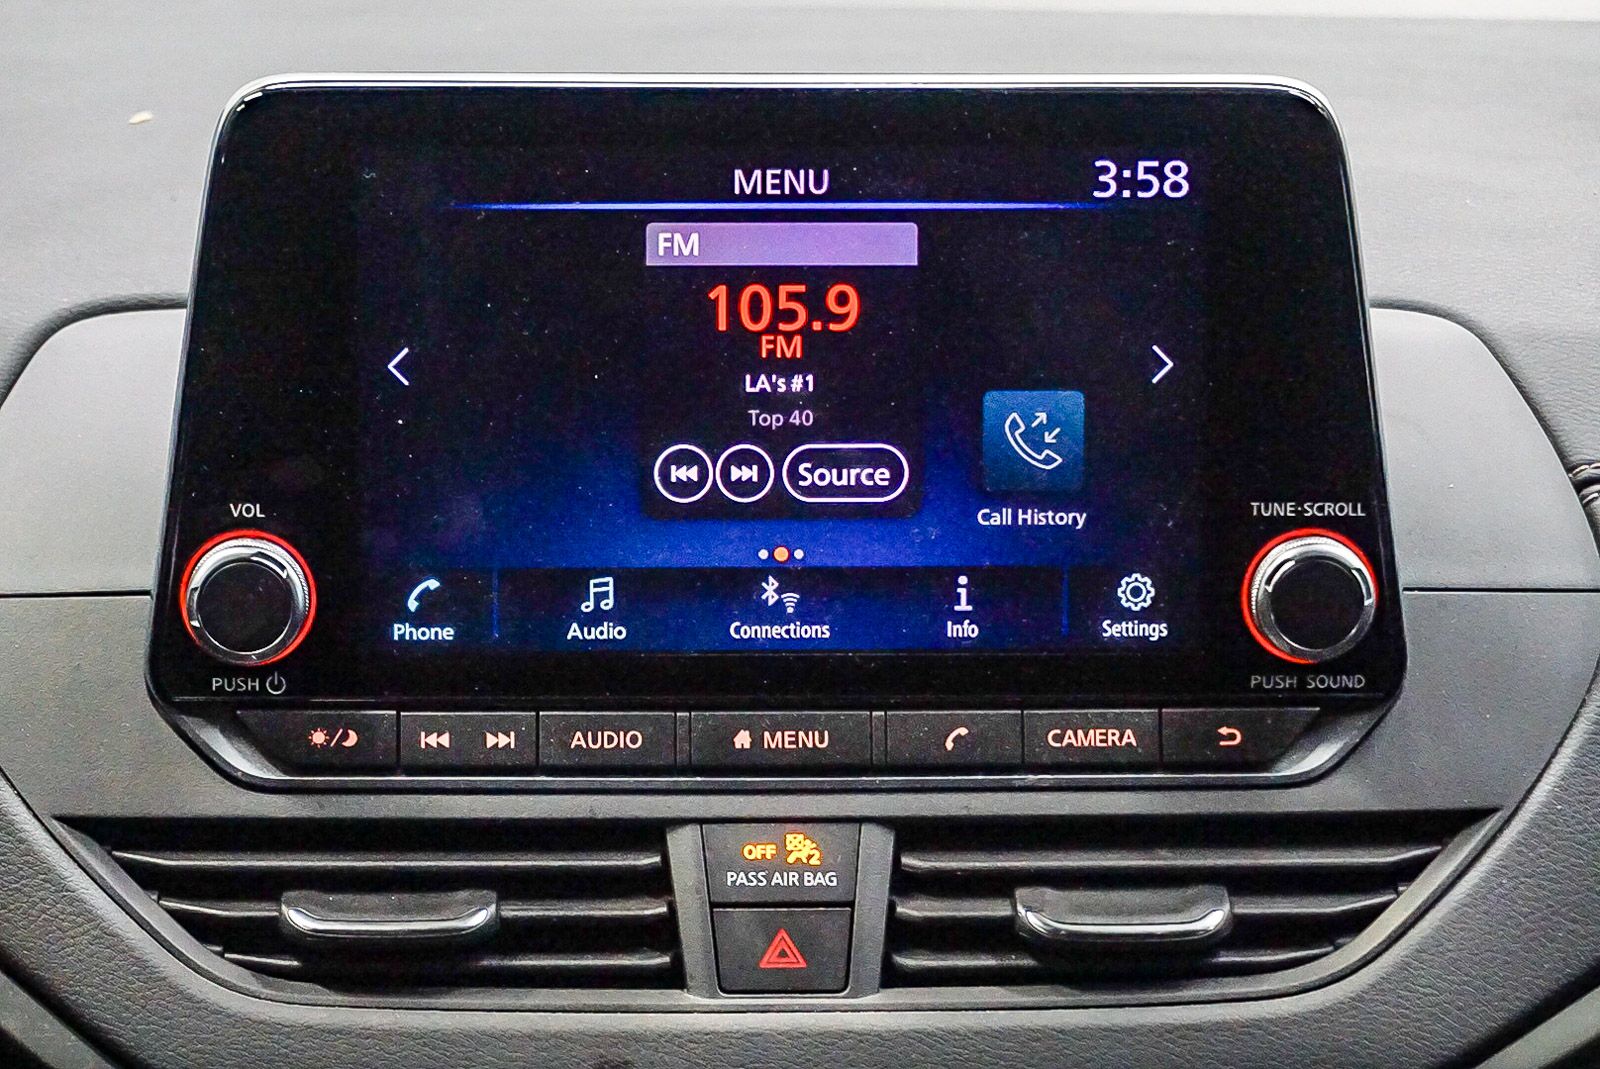 MENU
3:58
FM
105.9
FM
LA's #1
Top 40
Source
Call History
VOL
TUNE·SCROLL
Phone
Audio
Connections
Info
Settings
PUSH
PUSH SOUND
AUDIO
MENU
CAMERA
OFF 2
PASS AIR BAG